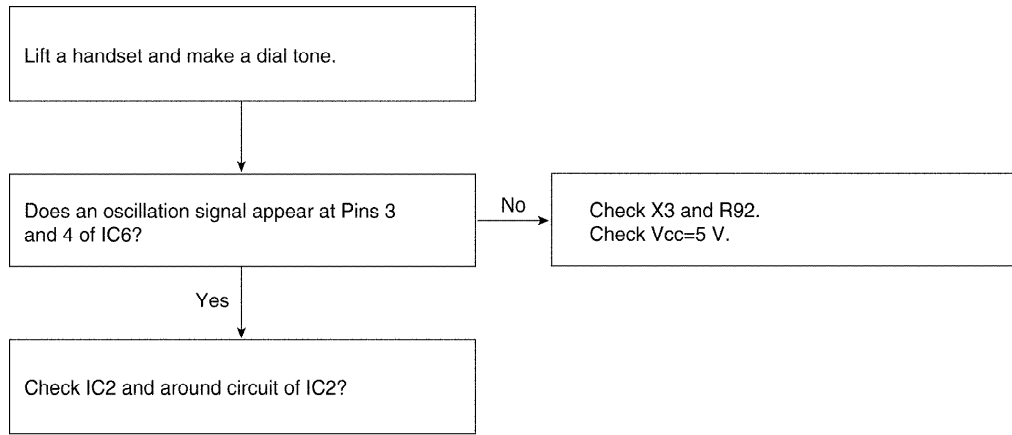 Lift a handset and make a dial tone.
Does an oscillation signal appear at Pins 3
and 4 of IC6?
No
Check X3 and R92.
Check Vcc=5 V.
Yes
Check IC2 and around circuit of IC2?